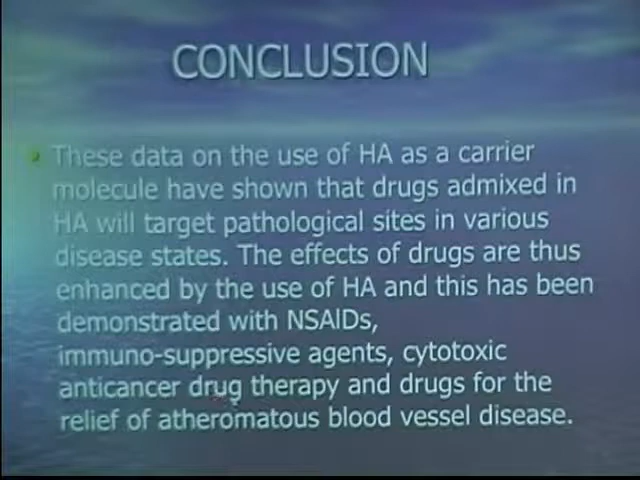 CONCLUSION
These data on the use of HA as a carrier
molecule have shown that drugs admixed in
HA will target pathological sites in various
disease states. The effects of drugs are thus
enhanced by the use of HA and this has been
demonstrated with NSAIDs,
immuno-suppressive agents, cytotoxic
anticancer drug therapy and drugs for the
relief of atheromatous blood vessel disease.